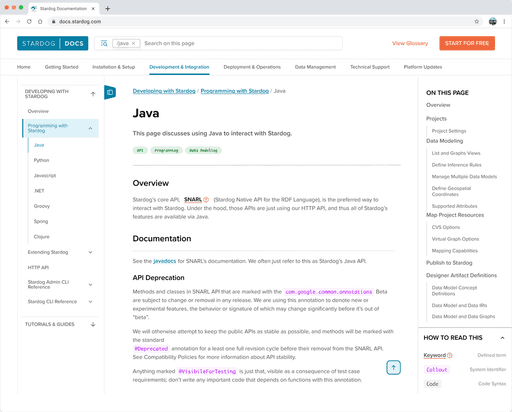 Stardog Documentation
docs.stardog.com
STARDOG | DOCS
/java
Search on this page
View Glossary
START FOR FREE
Home
Getting Started
Installation & Setup
Development & Integration
Deployment & Operations
Data Management
Technical Support
Platform Updates
DEVELOPING WITH
STARDOG
Overview
Programming with
Stardog
Java
Python
Javascript
.NET
Groovy
Spring
Clojure
Extending Stardog
HTTP API
Stardog Admin CLI
Reference
Stardog CLI Reference
TUTORIALS & GUIDES
Developing with Stardog / Programming with Stardog / Java
Java
This page discusses using Java to interact with Stardog.
API
Programming
Data Modeling
Overview
Stardog's core API, SNARL (Stardog Native API for the RDF Language), is the preferred way to
interact with Stardog. Under the hood, those APIs are just using our HTTP API, and thus all of Stardog's
features are available via Java.
Documentation
See the javadocs for SNARL's documentation. We often just refer to this as Stardog's Java API.
API Deprecation
Methods and classes in SNARL API that are marked with the com.google.common.annotations Beta
are subject to change or removal in any release. We are using this annotation to denote new or
experimental features, the behavior or signature of which may change significantly before it's out of
"beta".
We will otherwise attempt to keep the public APIs as stable as possible, and methods will be marked with
the standard
@Deprecated annotation for a least one full revision cycle before their removal from the SNARL API.
See Compatibility Policies for more information about API stability.
Anything marked @VisibileForTesting is just that, visible as a consequence of test case
requirements; don't write any important code that depends on functions with this annotation.
ON THIS PAGE
Overview
Projects
Project Settings
Data Modeling
List and Graphs Views
Define Inference Rules
Manage Multiple Data Models
Define Geospatial
Coordinates
Supported Attributes
Map Project Resources
CVS Options
Virtual Graph Options
Mapping Capabilities
Publish to Stardog
Designer Artifact Definitions
Data Model Concept
Definitions
Data Model and Data IRIs
Data Model and Data Graphs
HOW TO READ THIS
Keyword
Defined term
Callout
System Identifier
Code
Code Syntax